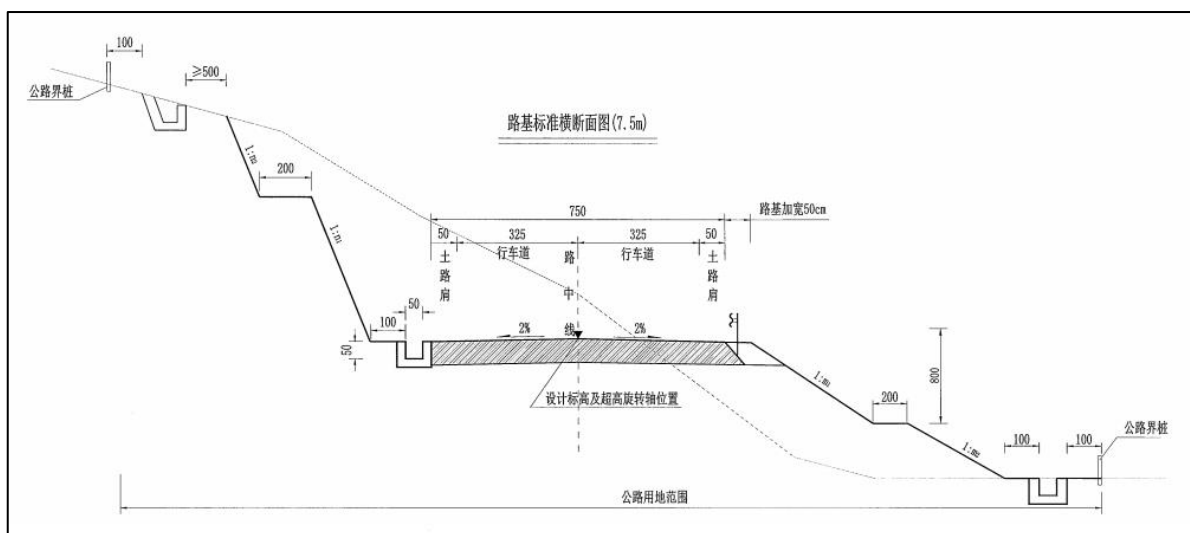 100
≥500
公路界桩
路基标准横断面图(7.5m)
1:n₁
200
750
路基加宽50cm
50
325
325
50
土路肩
行车道
路中线
行车道
土路肩
1:n₁
50
100
2%
2%
50
设计标高及超高旋转轴位置
800
200
公路界桩
100
100
公路用地范围